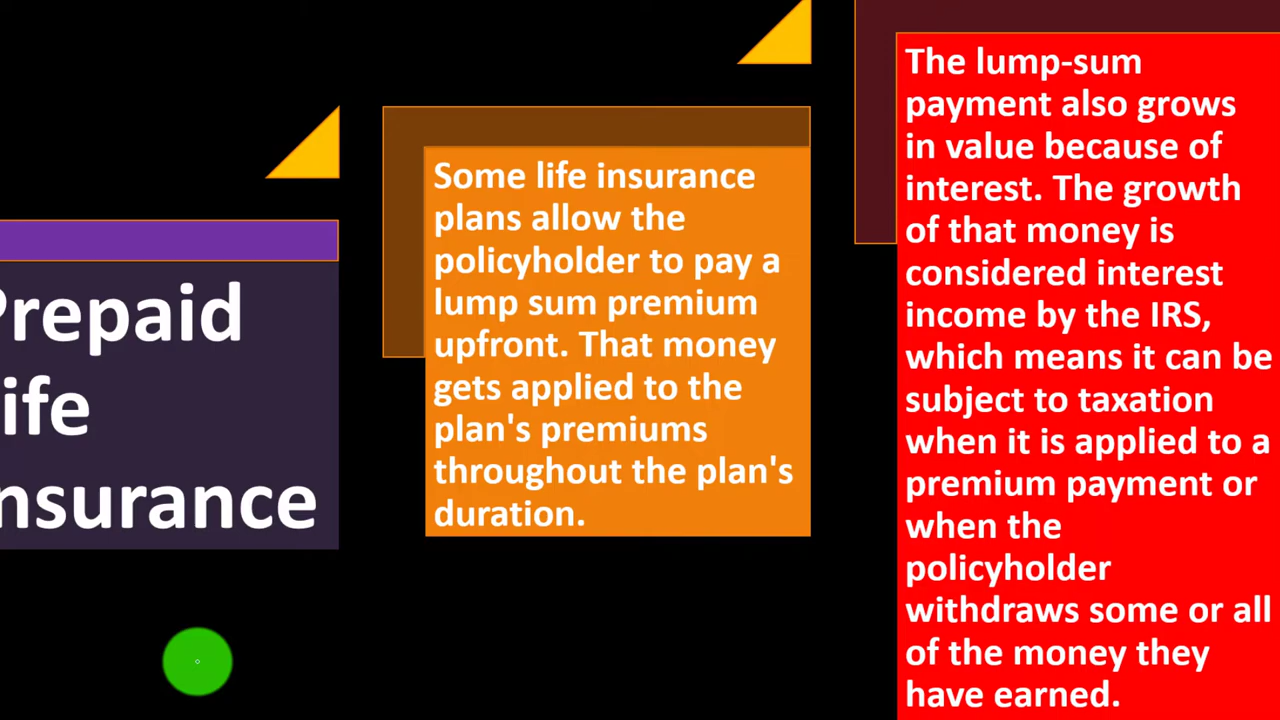 Prepaid
ife
nsurance
Some life insurance
plans allow the
policyholder to pay a
lump sum premium
upfront. That money
gets applied to the
plan's premiums
throughout the plan's
duration.
The lump-sum
payment also grows
in value because of
interest. The growth
of that money is
considered interest
income by the IRS,
which means it can be
subject to taxation
when it is applied to a
premium payment or
when the
policyholder
withdraws some or all
of the money they
have earned.